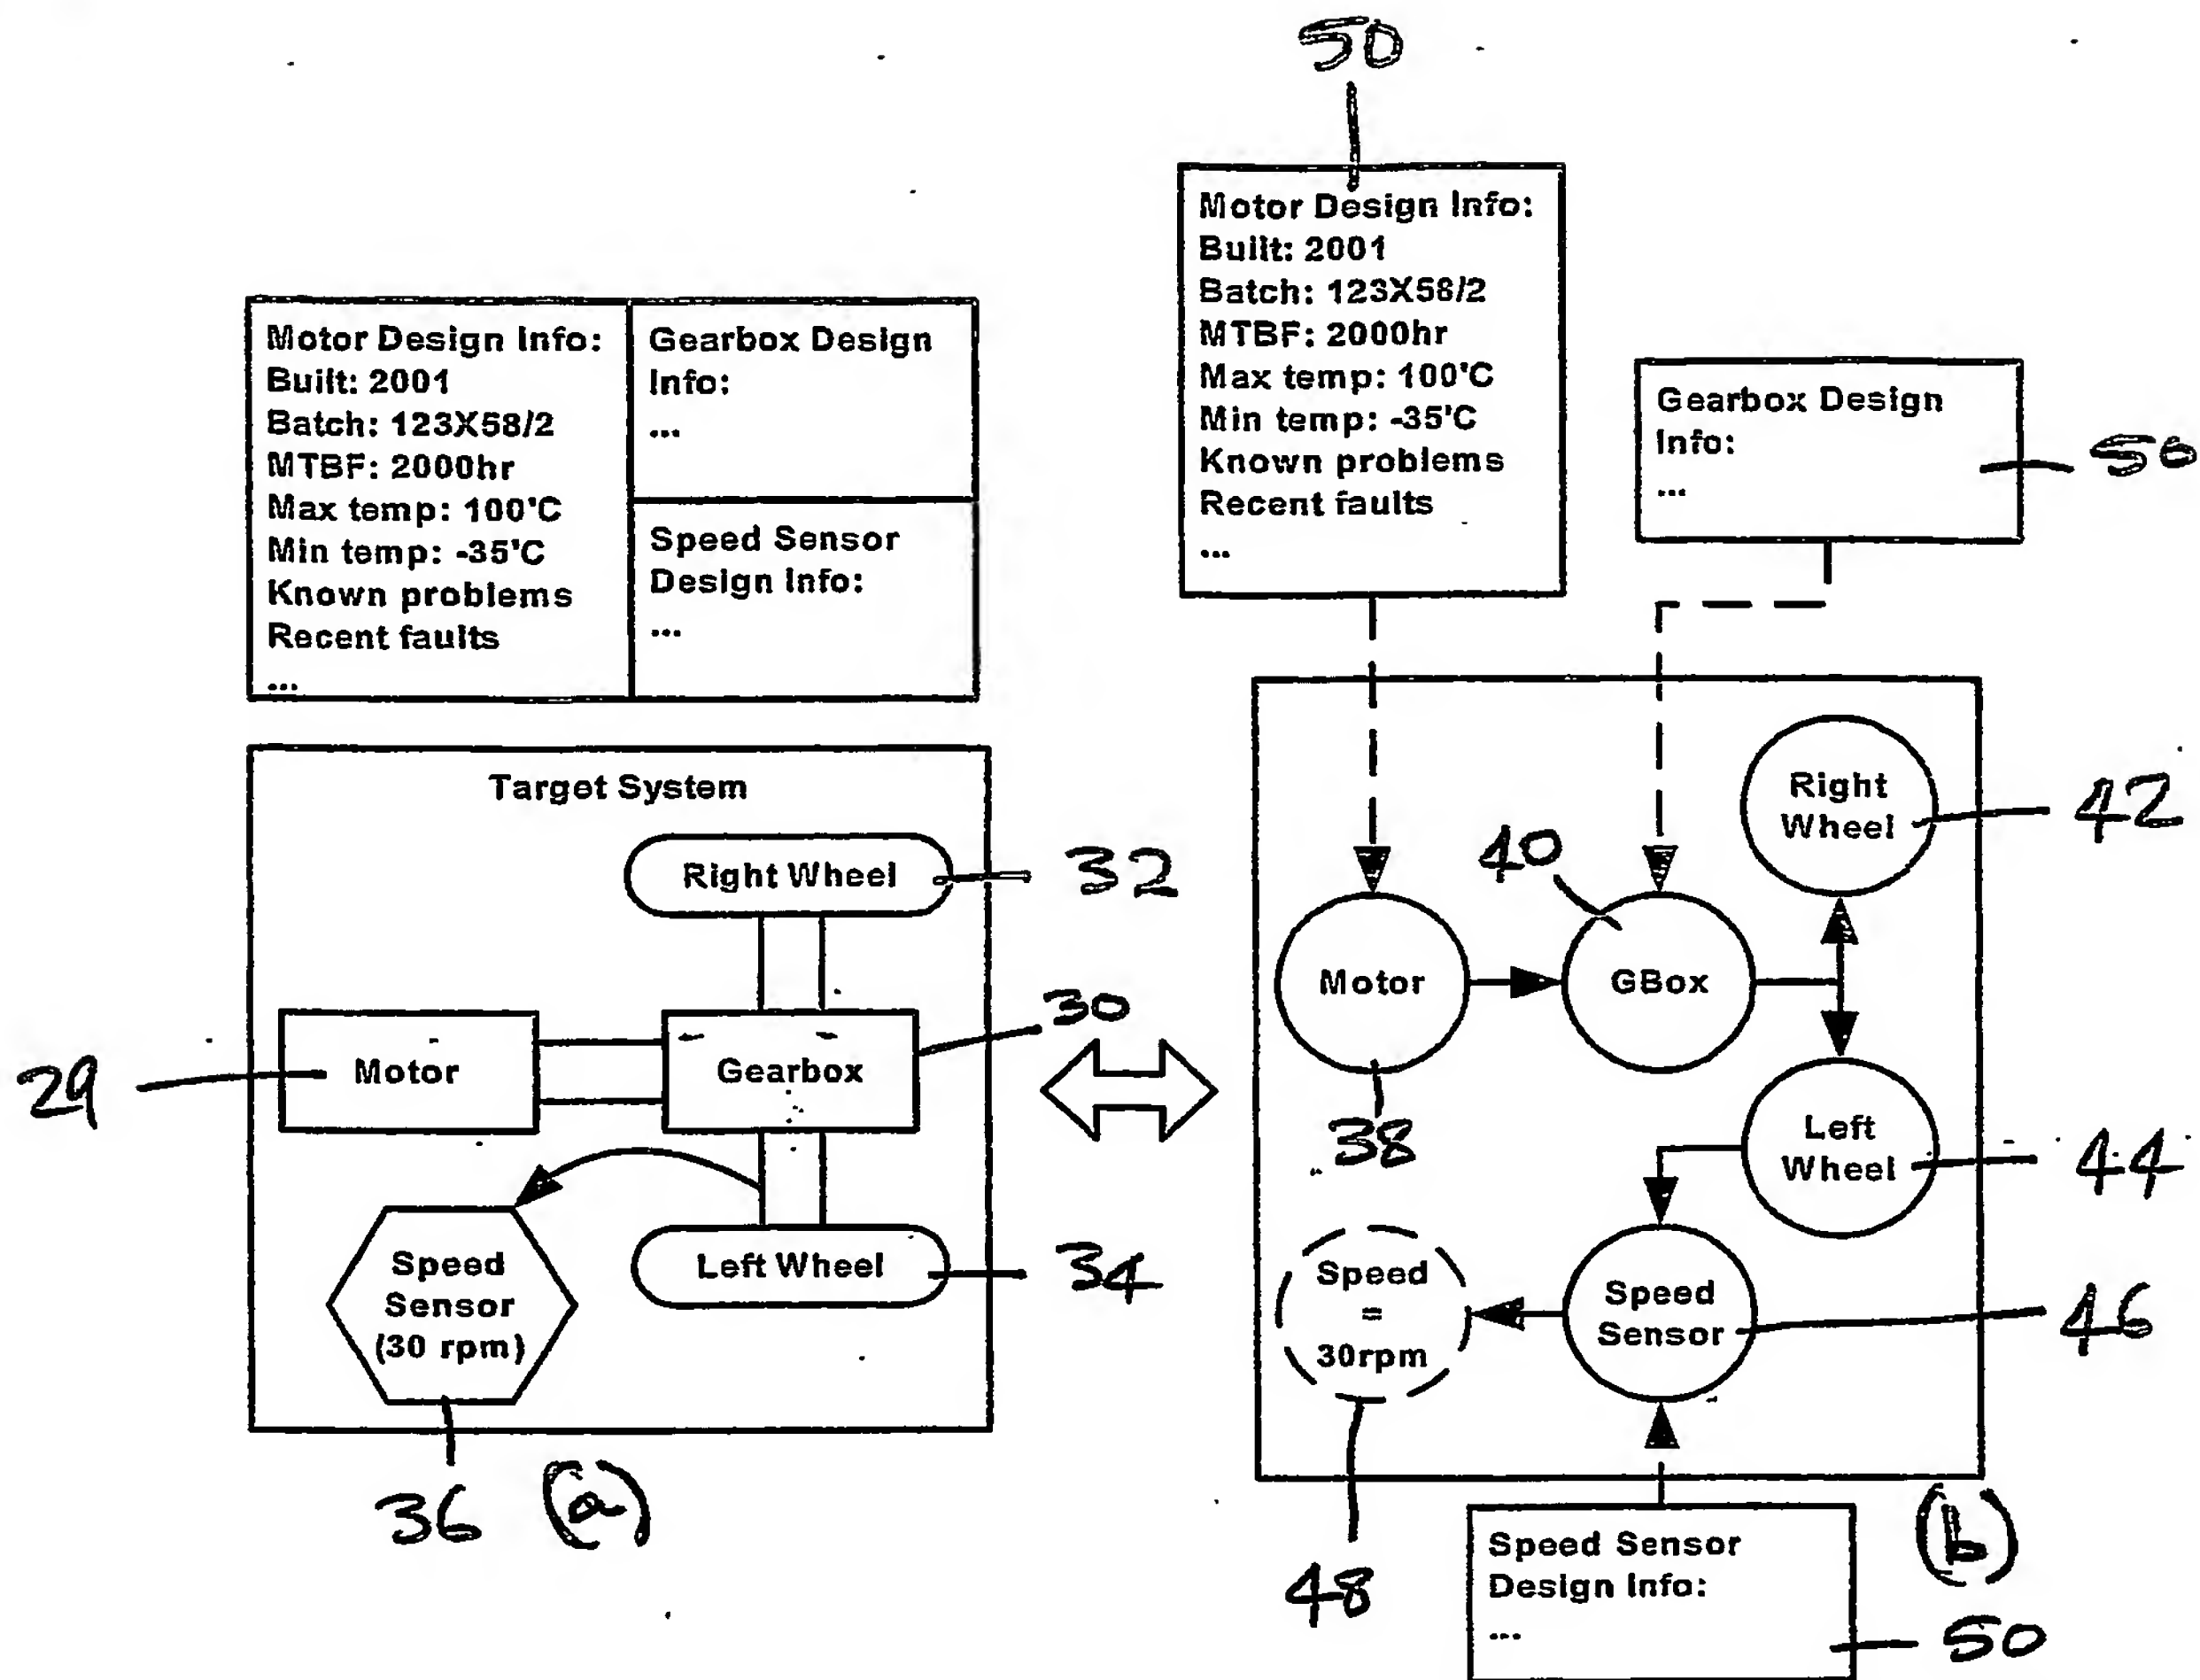 50
Motor Design Info:
Built: 2001
Batch: 123X58/2
MTBF: 2000hr
Max temp: 100'C
Min temp: -35'C
Known problems
Recent faults
...
Gearbox Design
Info:
...
50
Motor Design Info:
Built: 2001
Batch: 123X58/2
MTBF: 2000hr
Max temp: 100'C
Min temp: -35'C
Known problems
Recent faults
...
Gearbox Design
Info:
...
Speed Sensor
Design Info:
...
Target System
Right Wheel
32
Motor
29
Gearbox
30
Speed
Sensor
(30 rpm)
Left Wheel
34
36
(a)
Right
Wheel
42
40
Motor
GBox
38
Left
Wheel
44
Speed
=
30rpm
Speed
Sensor
46
48
(b)
Speed Sensor
Design Info:
...
50